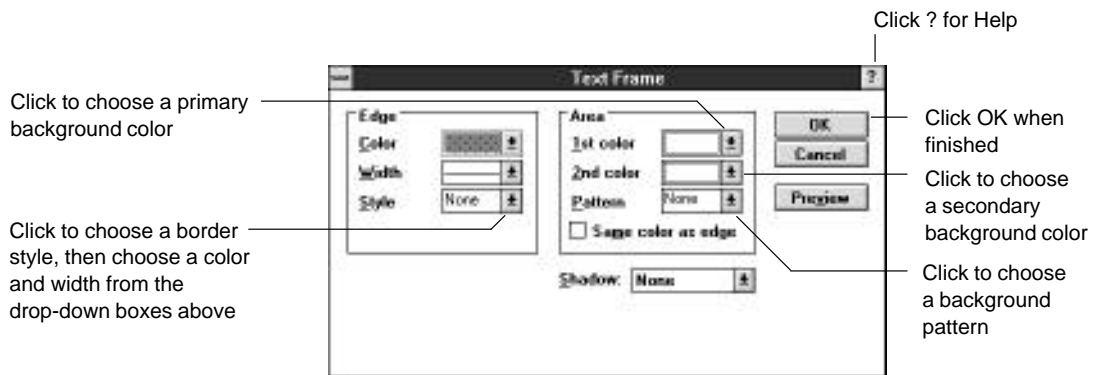 Click ? for Help
Text Frame
?
Click to choose a primary
background color
Edge
Color
Width
Style
None
Area
1st color
2nd color
Pattern
None
Same color as edge
Shadow:
None
OK
Cancel
Preview
Click OK when
finished
Click to choose
a secondary
background color
Click to choose a border
style, then choose a color
and width from the
drop-down boxes above
Click to choose
a background
pattern